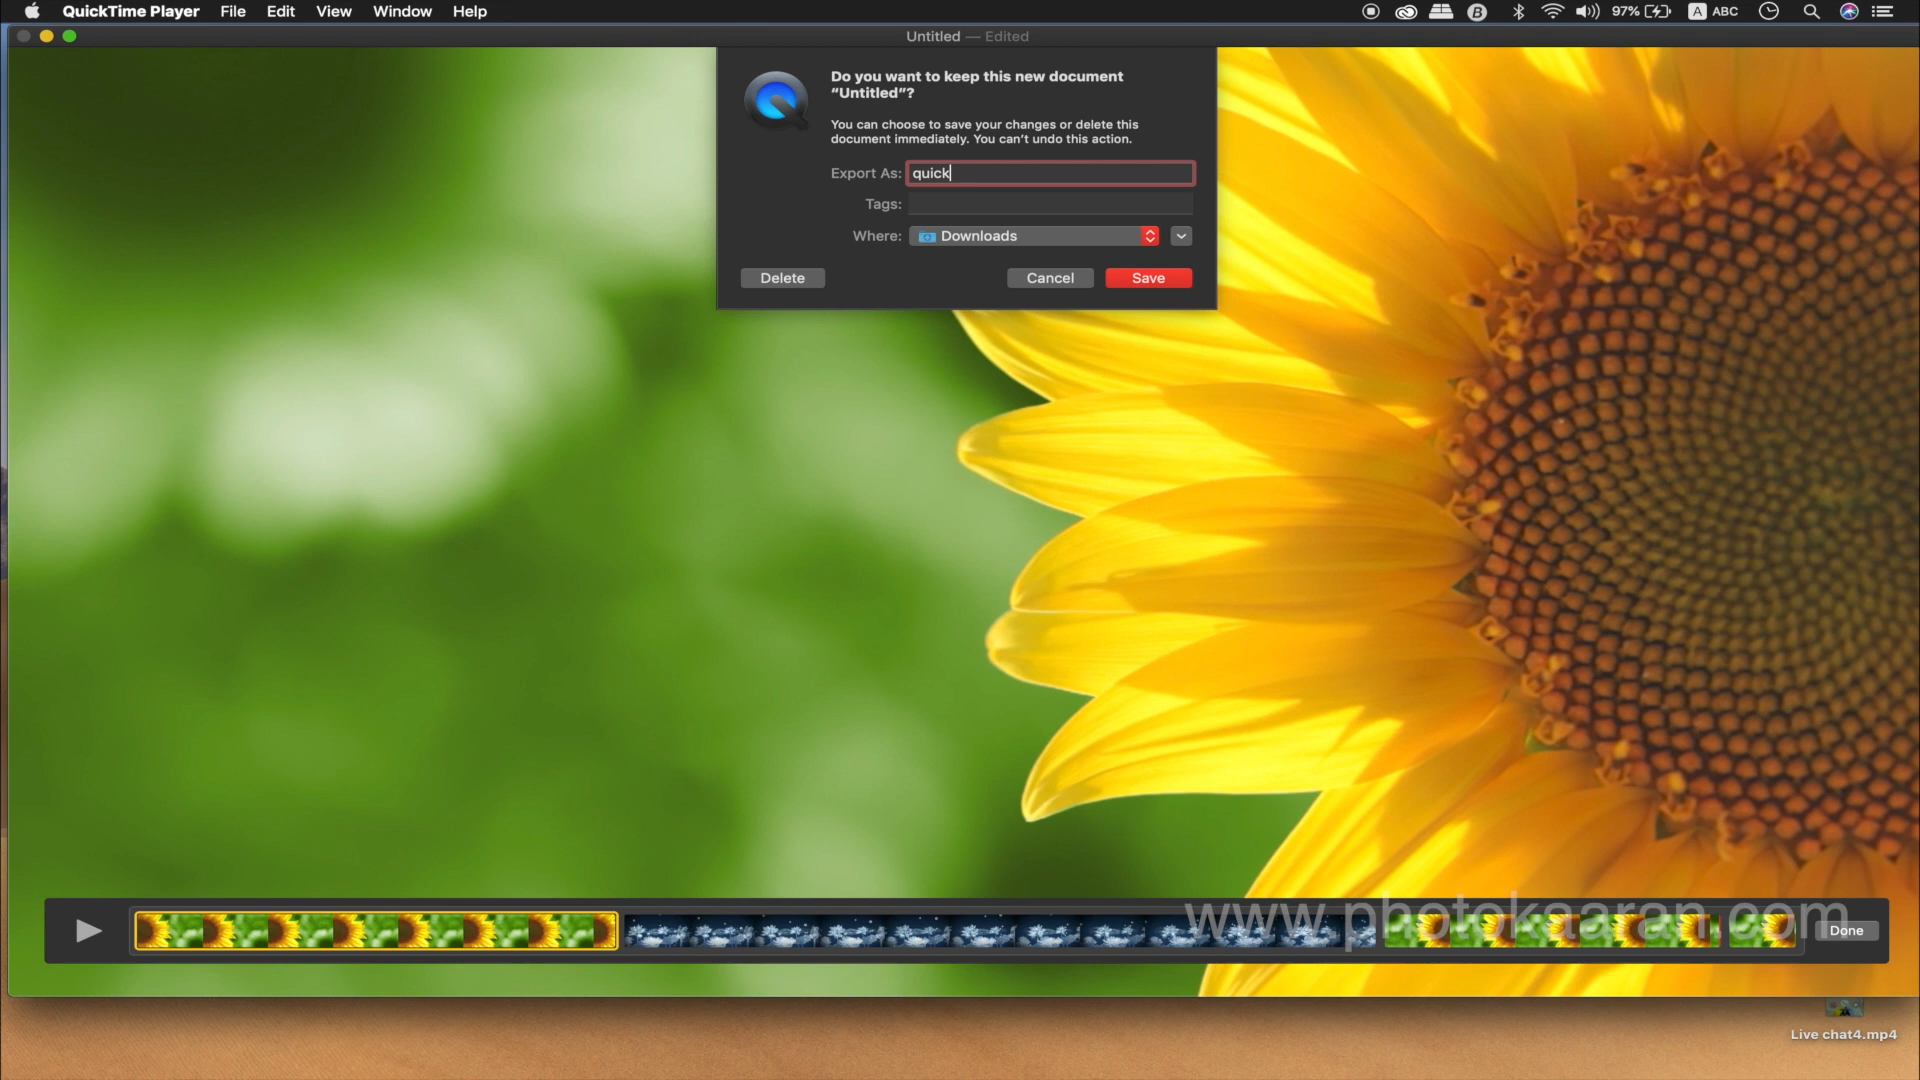 QuickTime Player File Edit View Window Help
97% A ABC
Untitled — Edited
Do you want to keep this new document
“Untitled”?
You can choose to save your changes or delete this
document immediately. You can’t undo this action.
Export As: quick
Tags:
Where: Downloads
Delete Cancel Save
www.photokaaran.com
Done
Live chat4.mp4